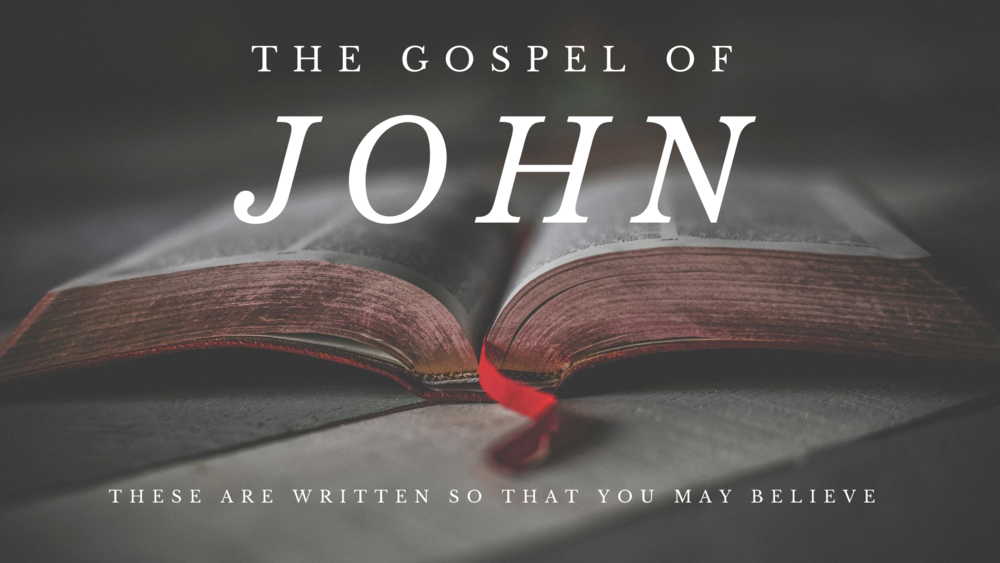 THE GOSPEL OF
JOHN
THESE ARE WRITTEN SO THAT YOU MAY BELIEVE